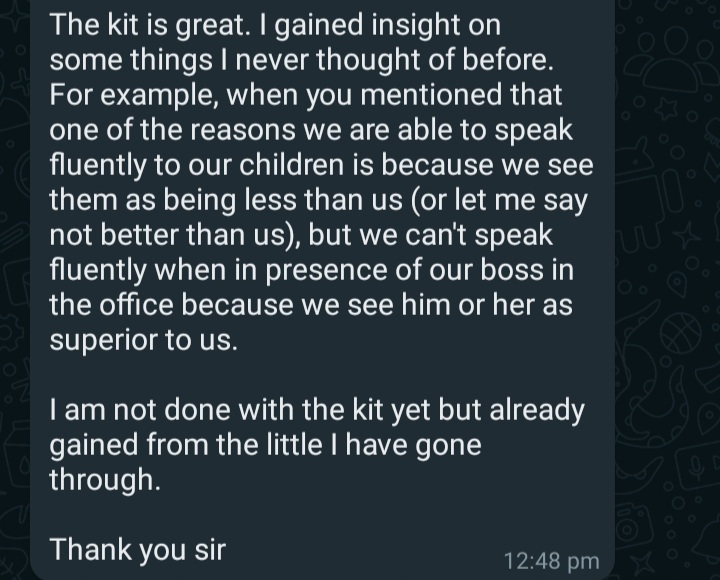 The kit is great. I gained insight on
some things I never thought of before.
For example, when you mentioned that
one of the reasons we are able to speak
fluently to our children is because we see
them as being less than us (or let me say
not better than us), but we can't speak
fluently when in presence of our boss in
the office because we see him or her as
superior to us.
I am not done with the kit yet but already
gained from the little I have gone
through.
Thank you sir
12:48 pm